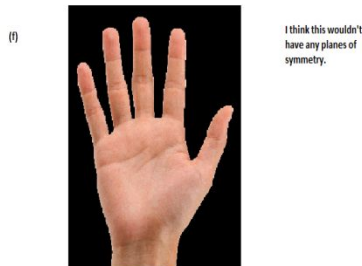 (f)
I think this wouldn't
have any planes of
symmetry.